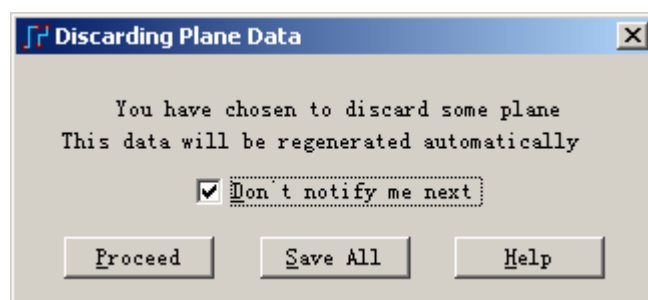 Discarding Plane Data
You have chosen to discard some plane
This data will be regenerated automatically
Don't notify me next
Proceed Save All Help